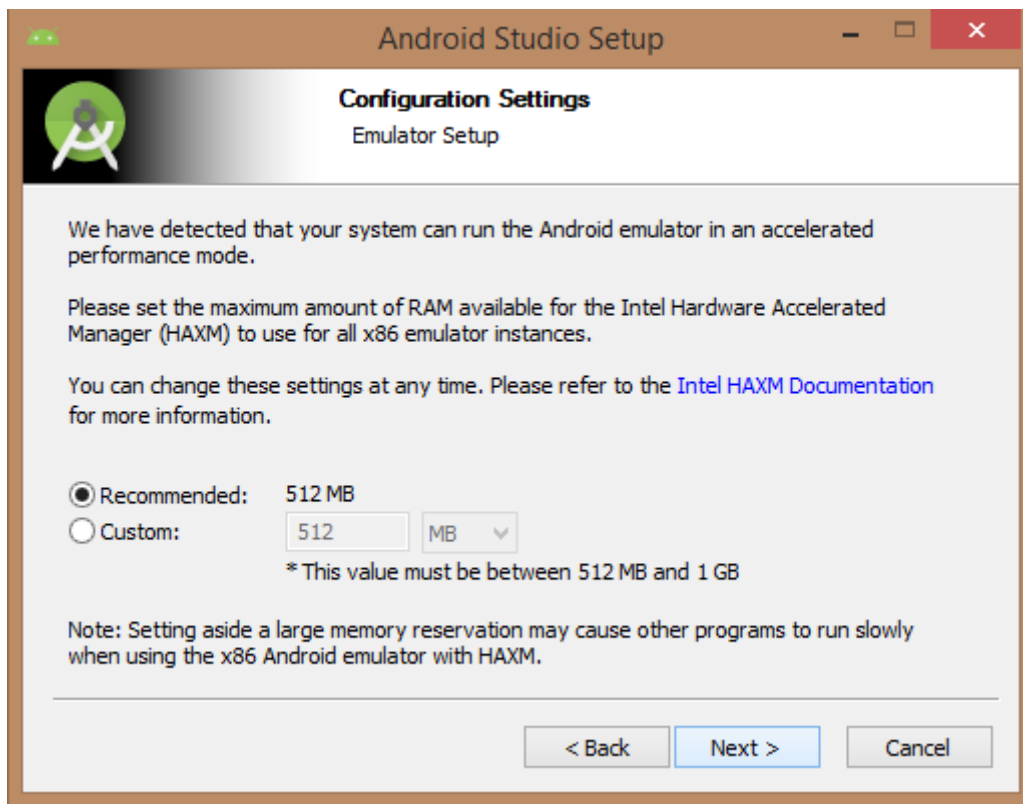 Android Studio Setup
Configuration Settings
Emulator Setup
We have detected that your system can run the Android emulator in an accelerated
performance mode.
Please set the maximum amount of RAM available for the Intel Hardware Accelerated
Manager (HAXM) to use for all x86 emulator instances.
You can change these settings at any time. Please refer to the Intel HAXM Documentation
for more information.
Recommended: 512 MB
Custom: 512 MB
* This value must be between 512 MB and 1 GB
Note: Setting aside a large memory reservation may cause other programs to run slowly
when using the x86 Android emulator with HAXM.
< Back Next > Cancel